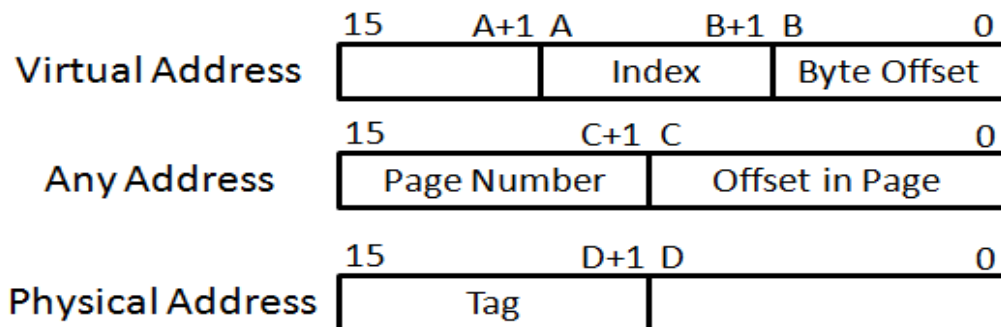 15 A+1 A B+1 B 0
Virtual Address Index Byte Offset
15 C+1 C 0
Any Address Page Number Offset in Page
15 D+1 D 0
Physical Address Tag